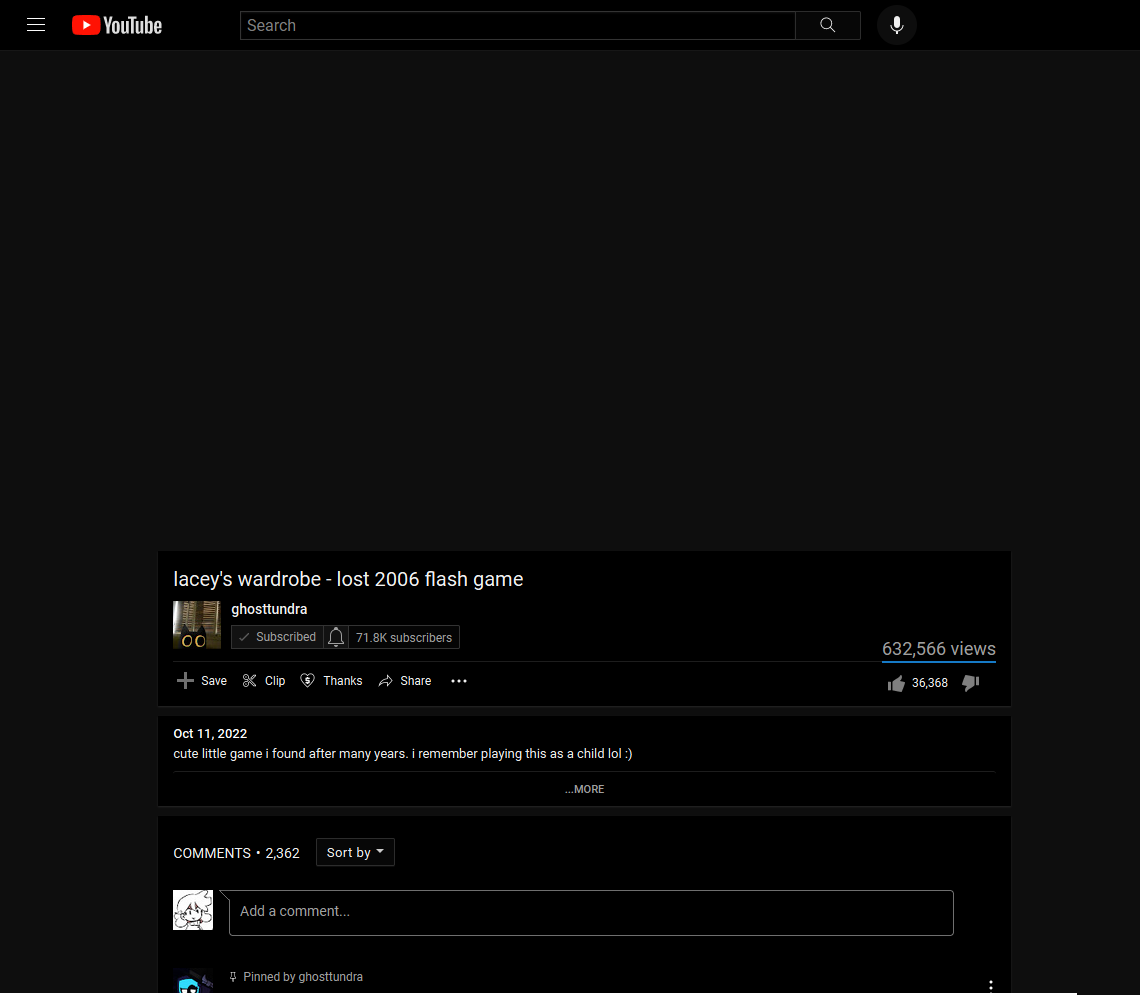 YouTube
Search
lacey's wardrobe - lost 2006 flash game
ghosttundra
Subscribed
71.8K subscribers
632,566 views
Save
Clip
Thanks
Share
36,368
Oct 11, 2022
cute little game i found after many years. i remember playing this as a child lol :)
...MORE
COMMENTS • 2,362
Sort by
Add a comment...
Pinned by ghosttundra